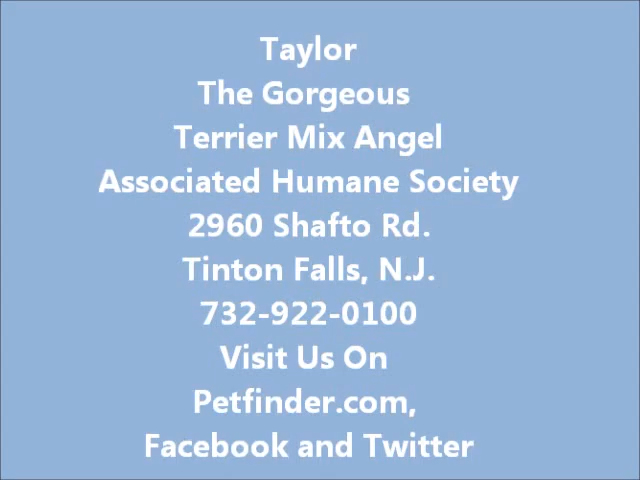 Taylor
The Gorgeous
Terrier Mix Angel
Associated Humane Society
2960 Shafto Rd.
Tinton Falls, N.J.
732-922-0100
Visit Us On
Petfinder.com,
Facebook and Twitter